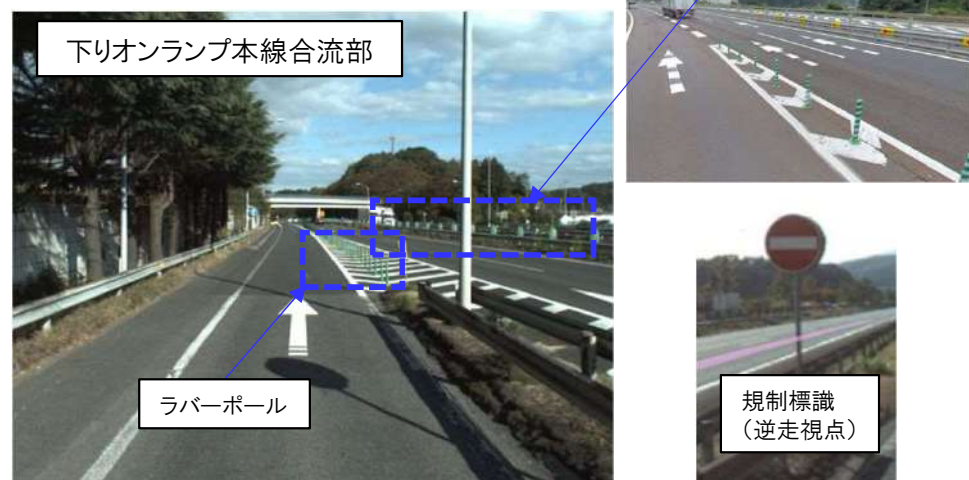 下りオンランプ本線合流部
ラバーポール
規制標識
（逆走視点）